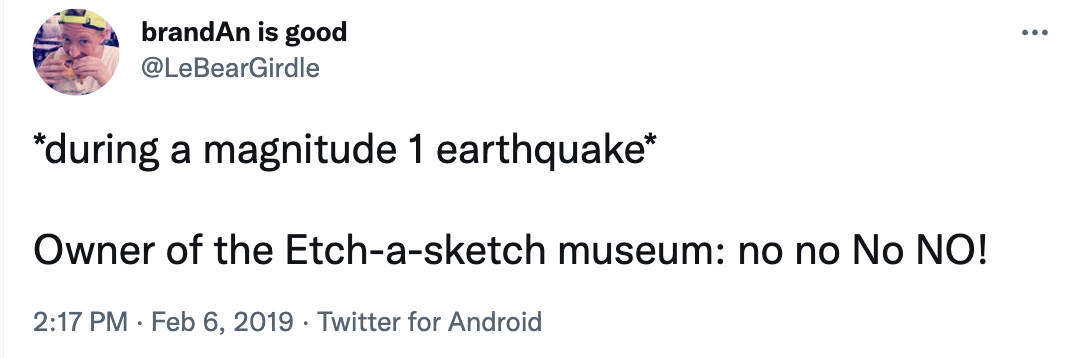 brandAn is good
@LeBearGirdle
*during a magnitude 1 earthquake*
Owner of the Etch-a-sketch museum: no no No NO!
2:17 PM · Feb 6, 2019 · Twitter for Android